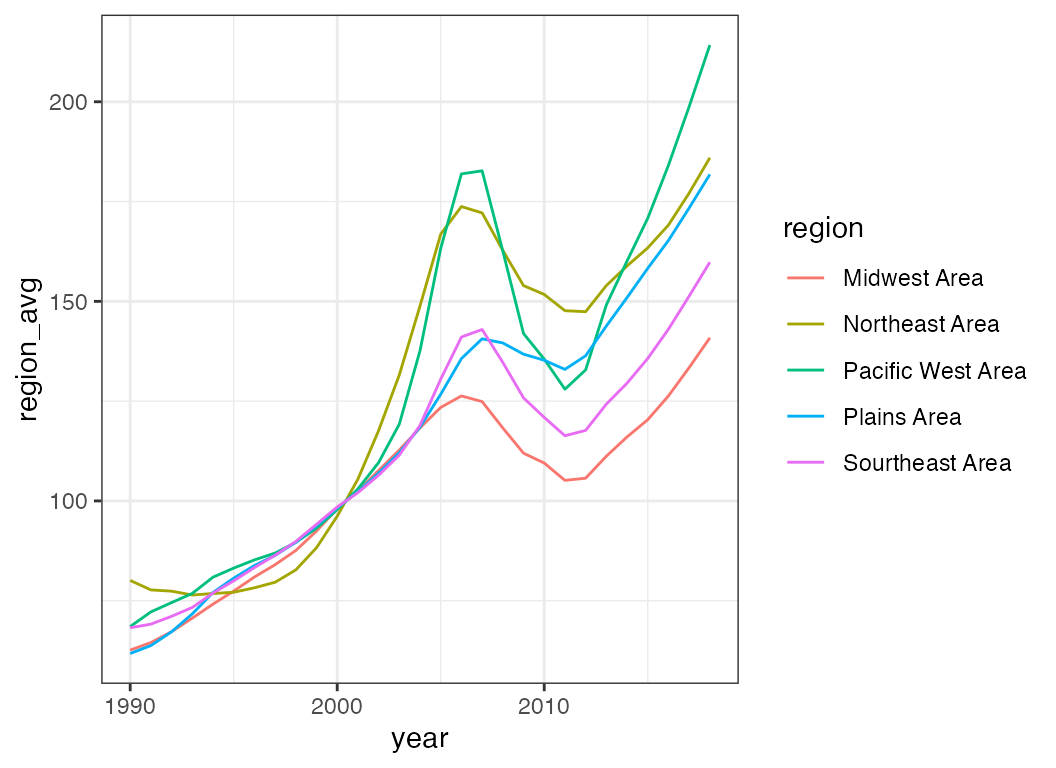 200
150
100
region_avg
1990
2000
2010
year
region
Midwest Area
Northeast Area
Pacific West Area
Plains Area
Sourtheast Area